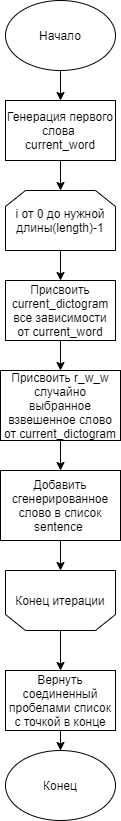 Начало
Генерация первого
слова
current_word
i от 0 до нужной
длины(length)-1
Присвоить
current_dictogram
все зависимости
от current_word
Присвоить r_w_w
случайно
выбранное
взвешенное слово
от current_dictogram
Добавить
сгенерированное
слово в список
sentence
Конец итерации
Вернуть
соединенный
пробелами список
с точкой в конце
Конец